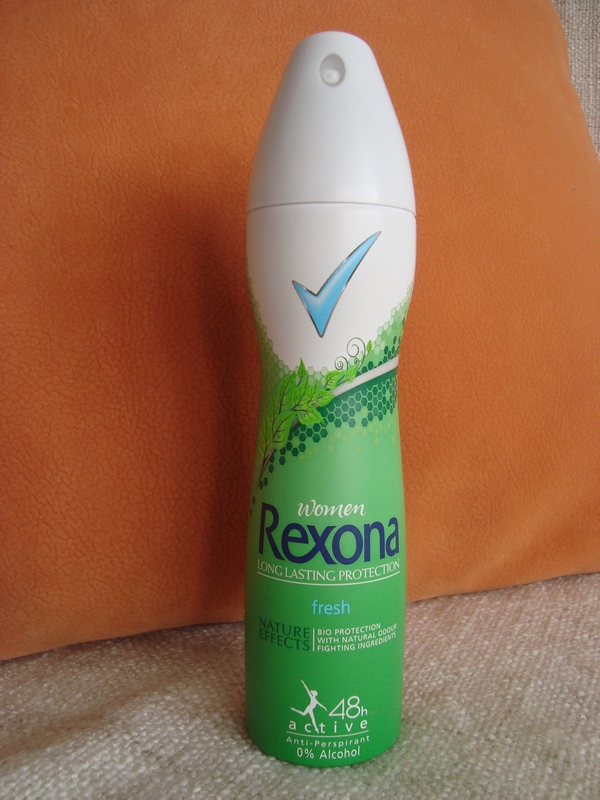 women
Rexona
LONG LASTING PROTECTION
fresh
NATURE EFFECTS
BIO PROTECTION
WITH NATURAL ODOUR
FIGHTING INGREDIENTS
48h
active
Anti-Perspirant
0% Alcohol